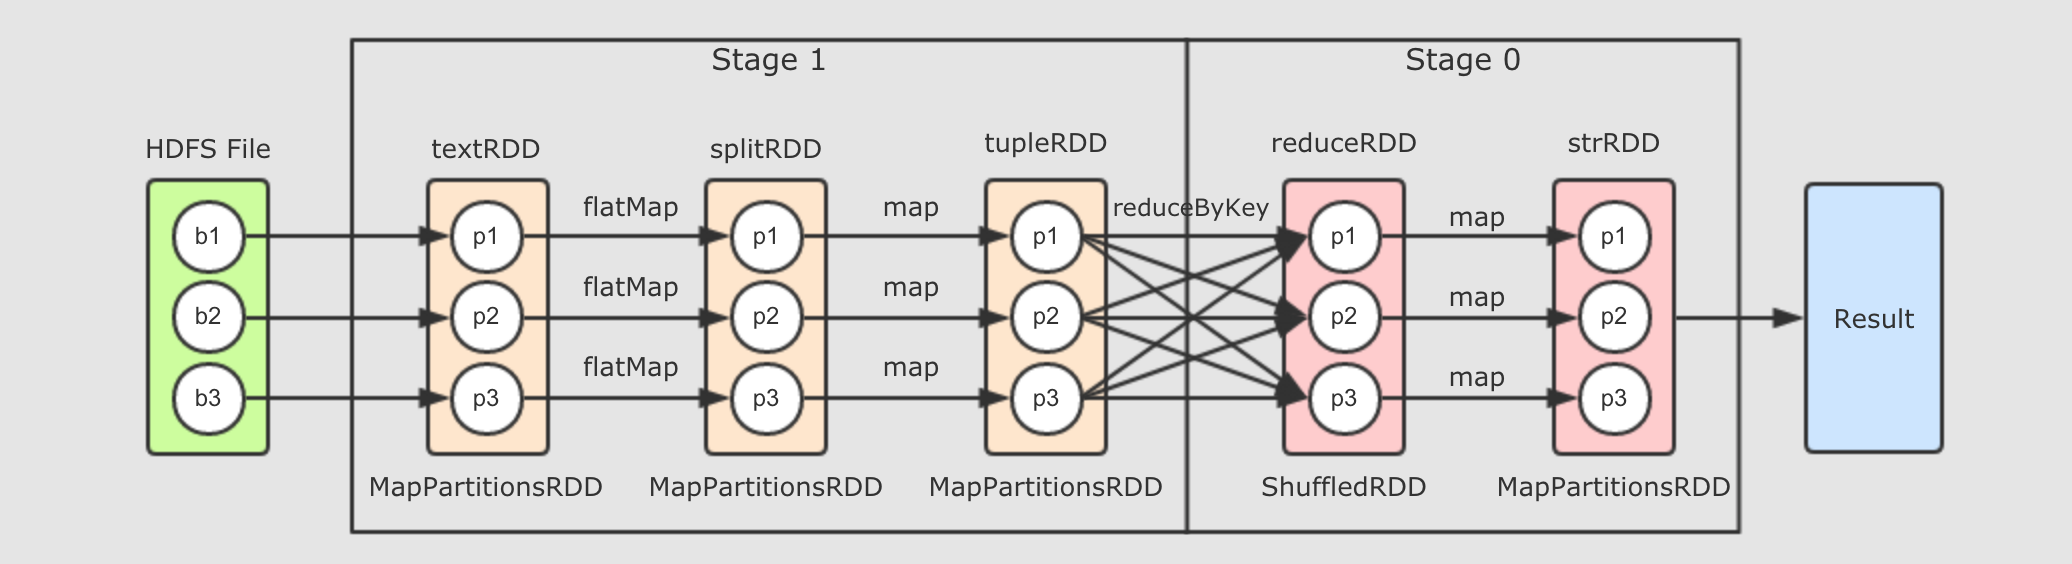 Stage 1
Stage 0
HDFS File
textRDD
splitRDD
tupleRDD
reduceRDD
strRDD
b1
p1
flatMap
p1
map
p1
reduceByKey
p1
map
p1
b2
p2
flatMap
p2
map
p2
p2
map
p2
Result
b3
p3
flatMap
p3
map
p3
p3
map
p3
MapPartitionsRDD
MapPartitionsRDD
MapPartitionsRDD
ShuffledRDD
MapPartitionsRDD